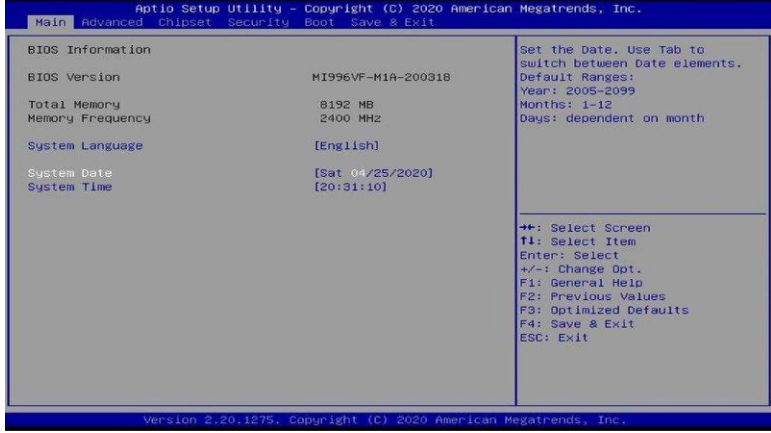 Aptio Setup Utility – Copyright (C) 2020 American Megatrends, Inc.
Main Advanced Chipset Security Boot Save & Exit
BIOS Information
BIOS Version MI996VF-M1A-200318
Total Memory 8192 MB
Memory Frequency 2400 MHz
System Language [English]
System Date [Sat 04/25/2020]
System Time [20:31:10]
Set the Date. Use Tab to
switch between Date elements.
Default Ranges:
Year: 2005-2099
Months: 1-12
Days: dependent on month
→←: Select Screen
↑↓: Select Item
Enter: Select
+/-: Change Opt.
F1: General Help
F2: Previous Values
F3: Optimized Defaults
F4: Save & Exit
ESC: Exit
Version 2.20.1275. Copyright (C) 2020 American Megatrends, Inc.